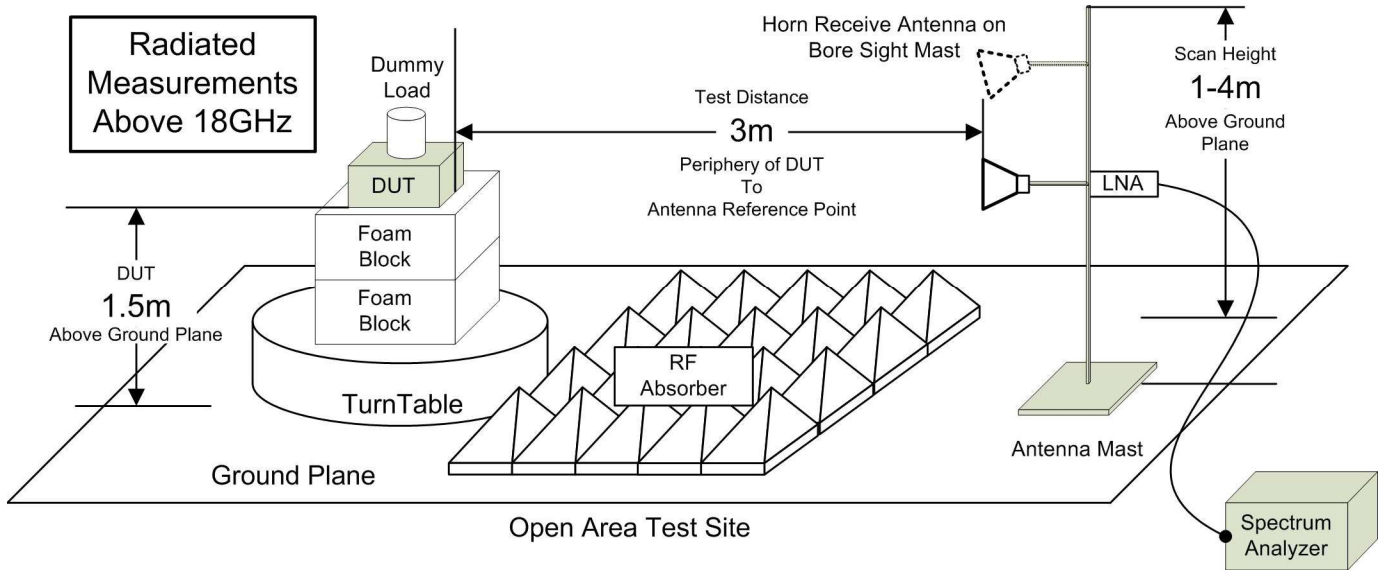 Radiated
Measurements
Above 18GHz
Dummy
Load
DUT
Foam
Block
Foam
Block
DUT
1.5m
Above Ground Plane
TurnTable
Ground Plane
Test Distance
3m
Periphery of DUT
To
Antenna Reference Point
RF
Absorber
Horn Receive Antenna on
Bore Sight Mast
Scan Height
1-4m
Above Ground
Plane
LNA
Antenna Mast
Open Area Test Site
Spectrum
Analyzer